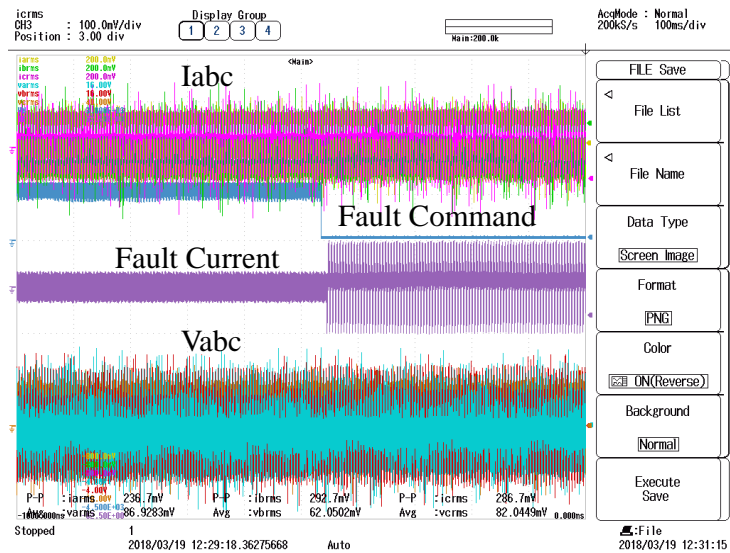 icrms
CH3 : 100.0mV/div
Position : 3.00 div
Display Group
1 2 3 4
Main:200.0k
AcqMode : Normal
200kS/s 100ms/div
<Main>
iarms 200.0mV
ibrms 200.0mV
icrms 200.0mV
varms 16.00V
vbrms 16.00V
Iabc
Fault Command
Fault Current
Vabc
P-P :iarms 236.7mV P-P :ibrms 292.7mV P-P :icrms 286.7mV
Avg :varms 86.9283mV Avg :vbrms 62.0502mV Avg :vcrms 82.0449mV
0.000ns
Stopped 1
2018/03/19 12:29:18.36275668 Auto
FILE Save
File List
File Name
Data Type
Screen Image
Format
PNG
Color
ON(Reverse)
Background
Normal
Execute
Save
:File
2018/03/19 12:31:15